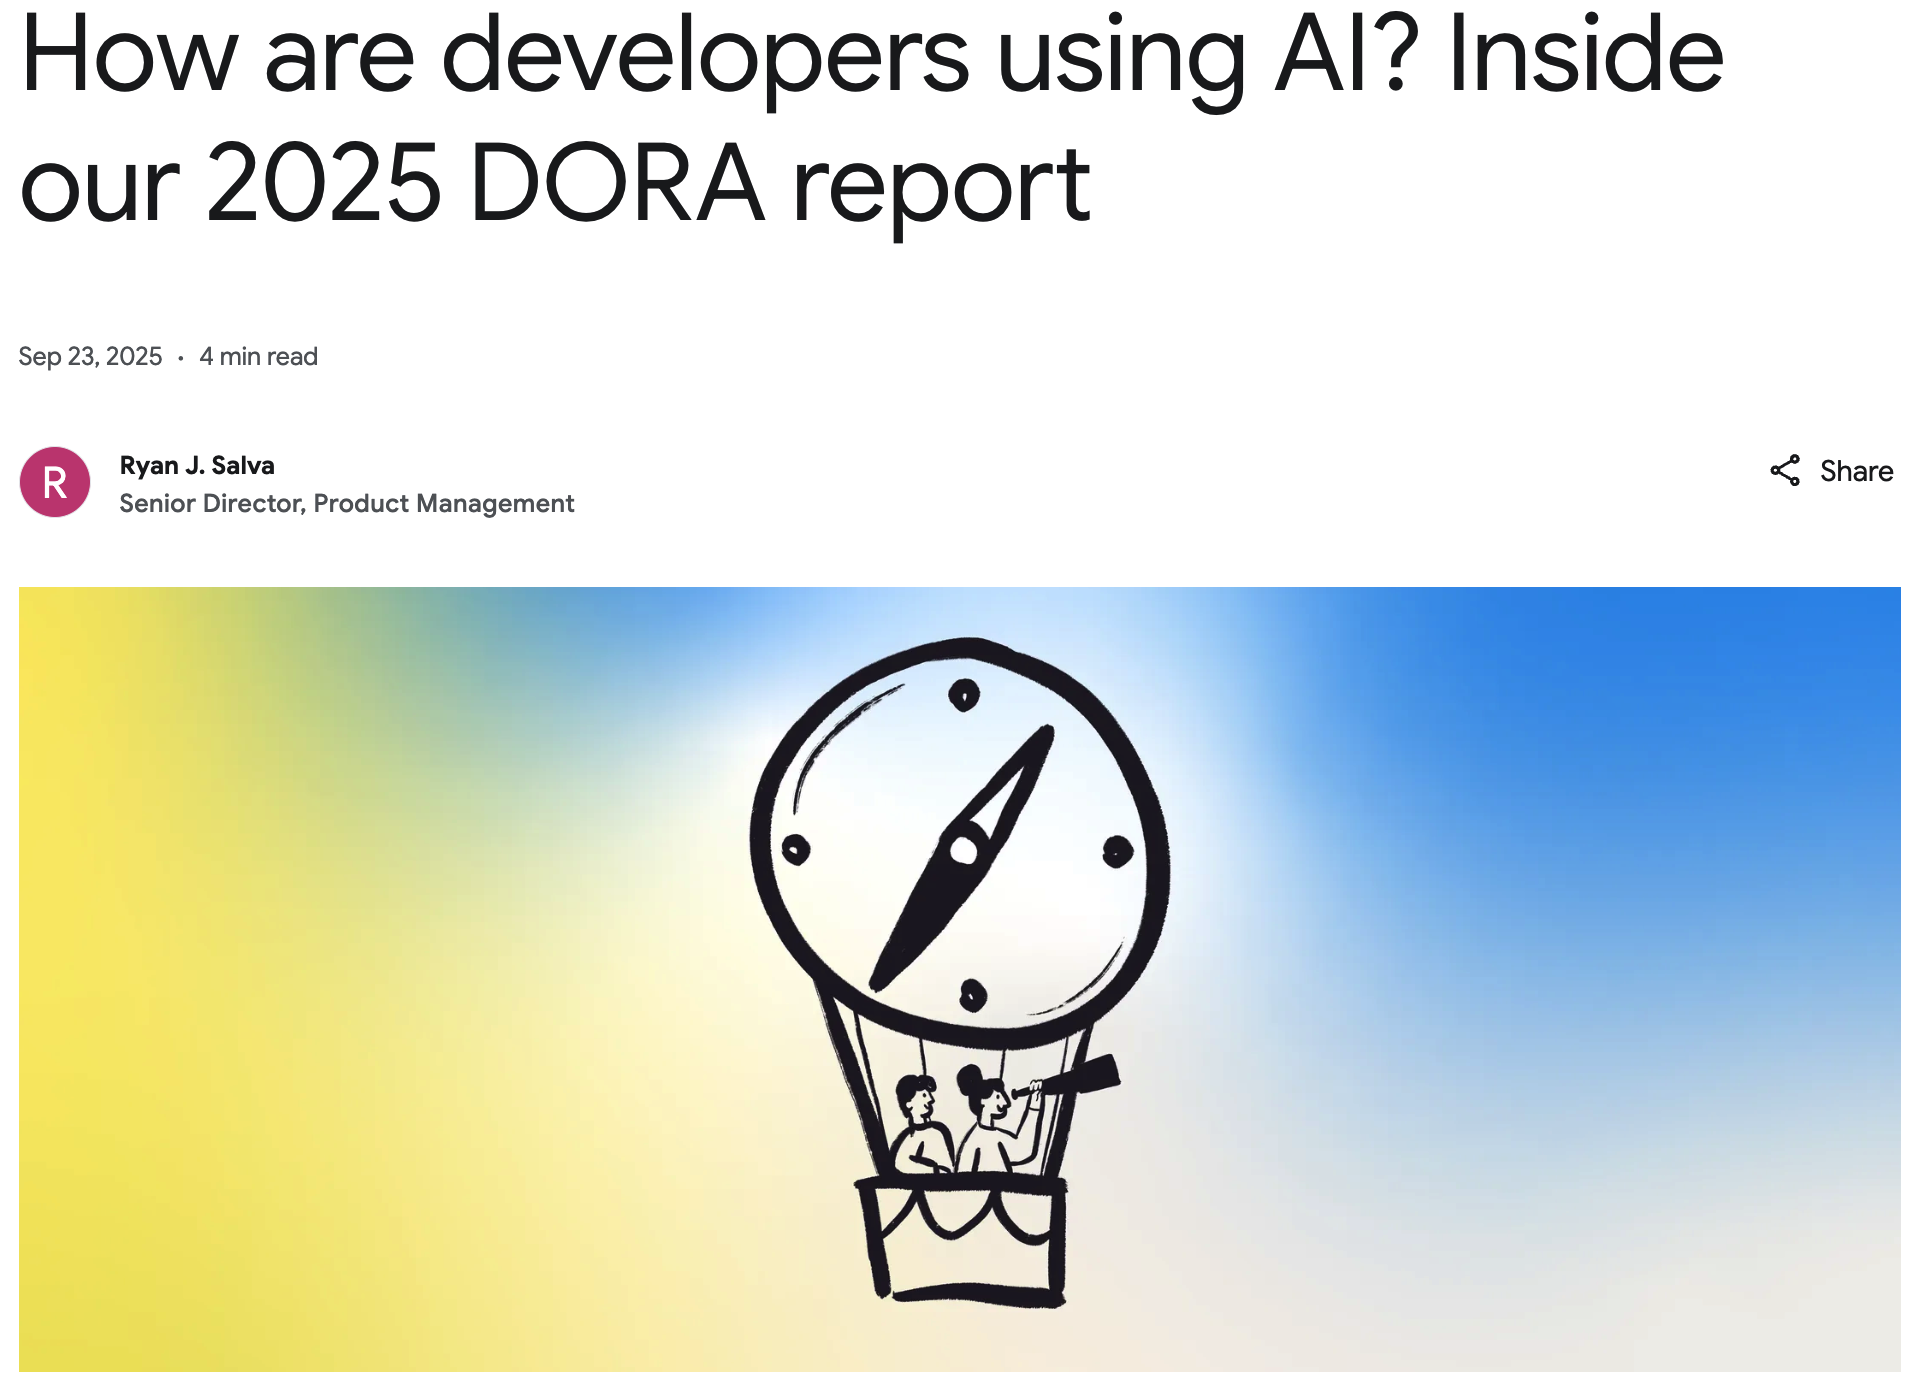 How are developers using AI? Inside
our 2025 DORA report
Sep 23, 2025 • 4 min read
R
Ryan J. Salva
Senior Director, Product Management
Share